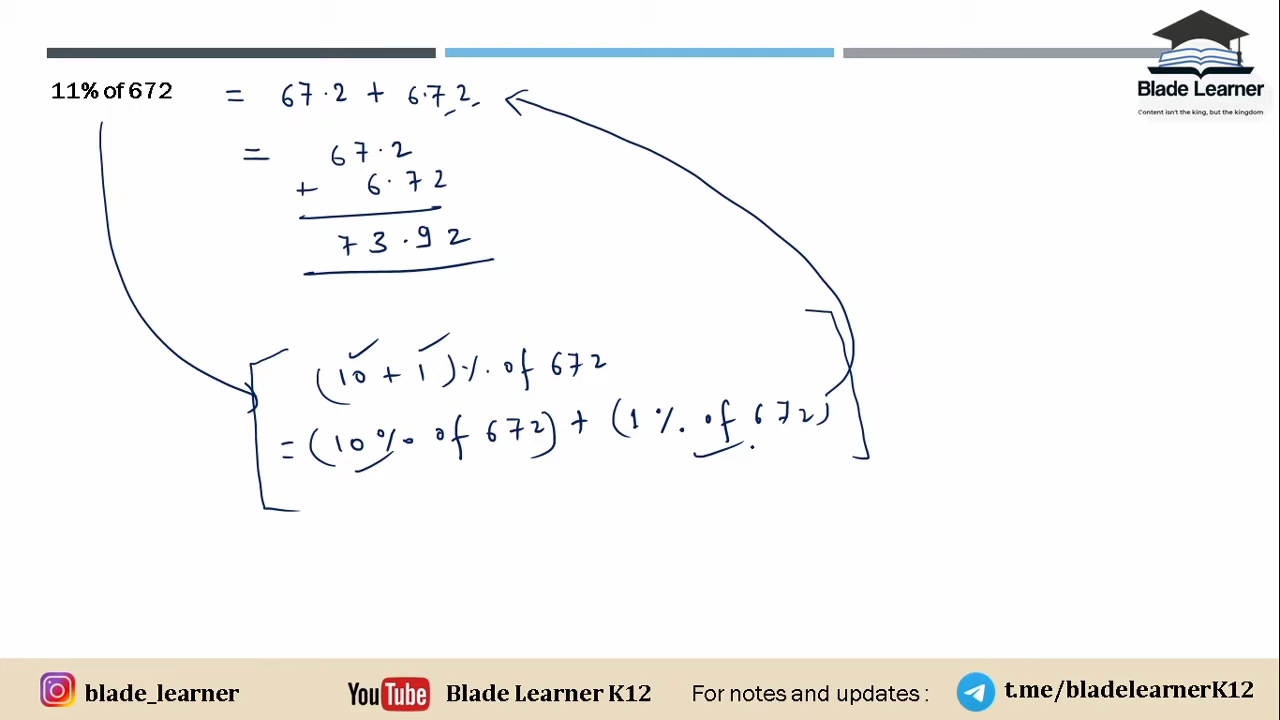 Blade Learner
Content isn't the king, but the kingdom
11% of 672 = 67.2 + 6.72
= 67.2
+ 6.72
73.92
(10 + 1)% of 672
= (10% of 672) + (1% of 672)
blade_learner
YouTube Blade Learner K12
For notes and updates :
t.me/bladelearnerK12